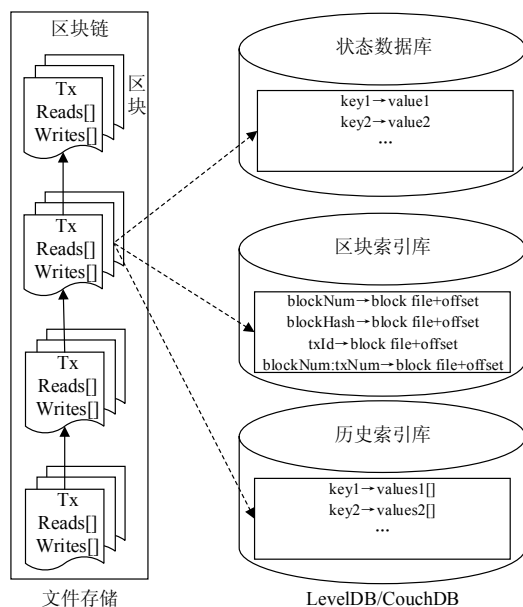 区块链
区块
Tx
Reads[]
Writes[]
Tx
Reads[]
Writes[]
Tx
Reads[]
Writes[]
Tx
Reads[]
Writes[]
文件存储
状态数据库
key1→value1
key2→value2
...
区块索引库
blockNum→block file+offset
blockHash→block file+offset
txId→block file+offset
blockNum:txNum→block file+offset
历史索引库
key1→values1[]
key2→values2[]
...
LevelDB/CouchDB